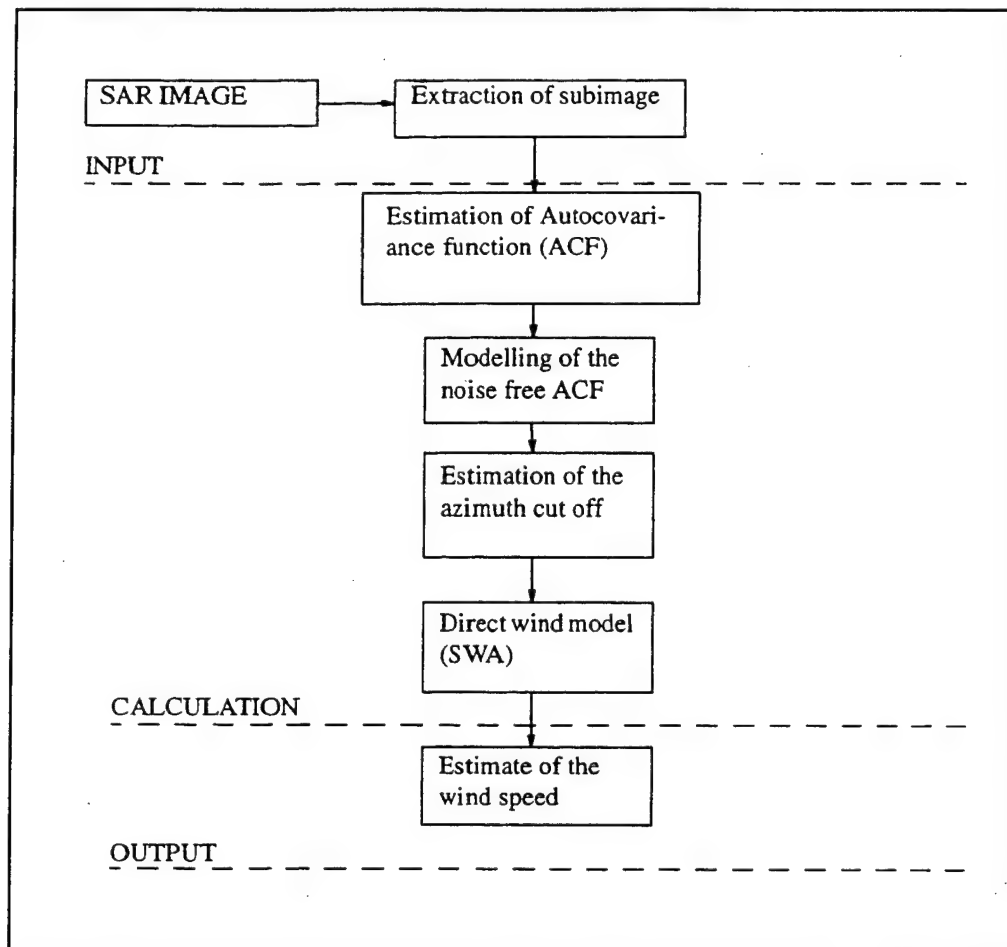 SAR IMAGE
Extraction of subimage
INPUT
Estimation of Autocovari-
ance function (ACF)
Modelling of the
noise free ACF
Estimation of the
azimuth cut off
Direct wind model
(SWA)
CALCULATION
Estimate of the
wind speed
OUTPUT